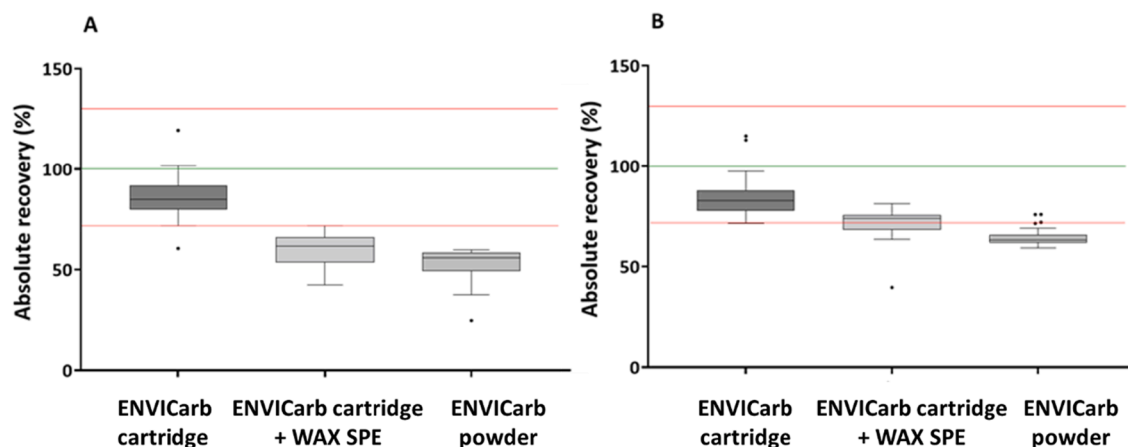 A
Absolute recovery (%)
150
100
50
0
ENVICarb
cartridge
ENVICarb cartridge
+ WAX SPE
ENVICarb
powder
B
Absolute recovery (%)
150
100
50
0
ENVICarb
cartridge
ENVICarb cartridge
+ WAX SPE
ENVICarb
powder